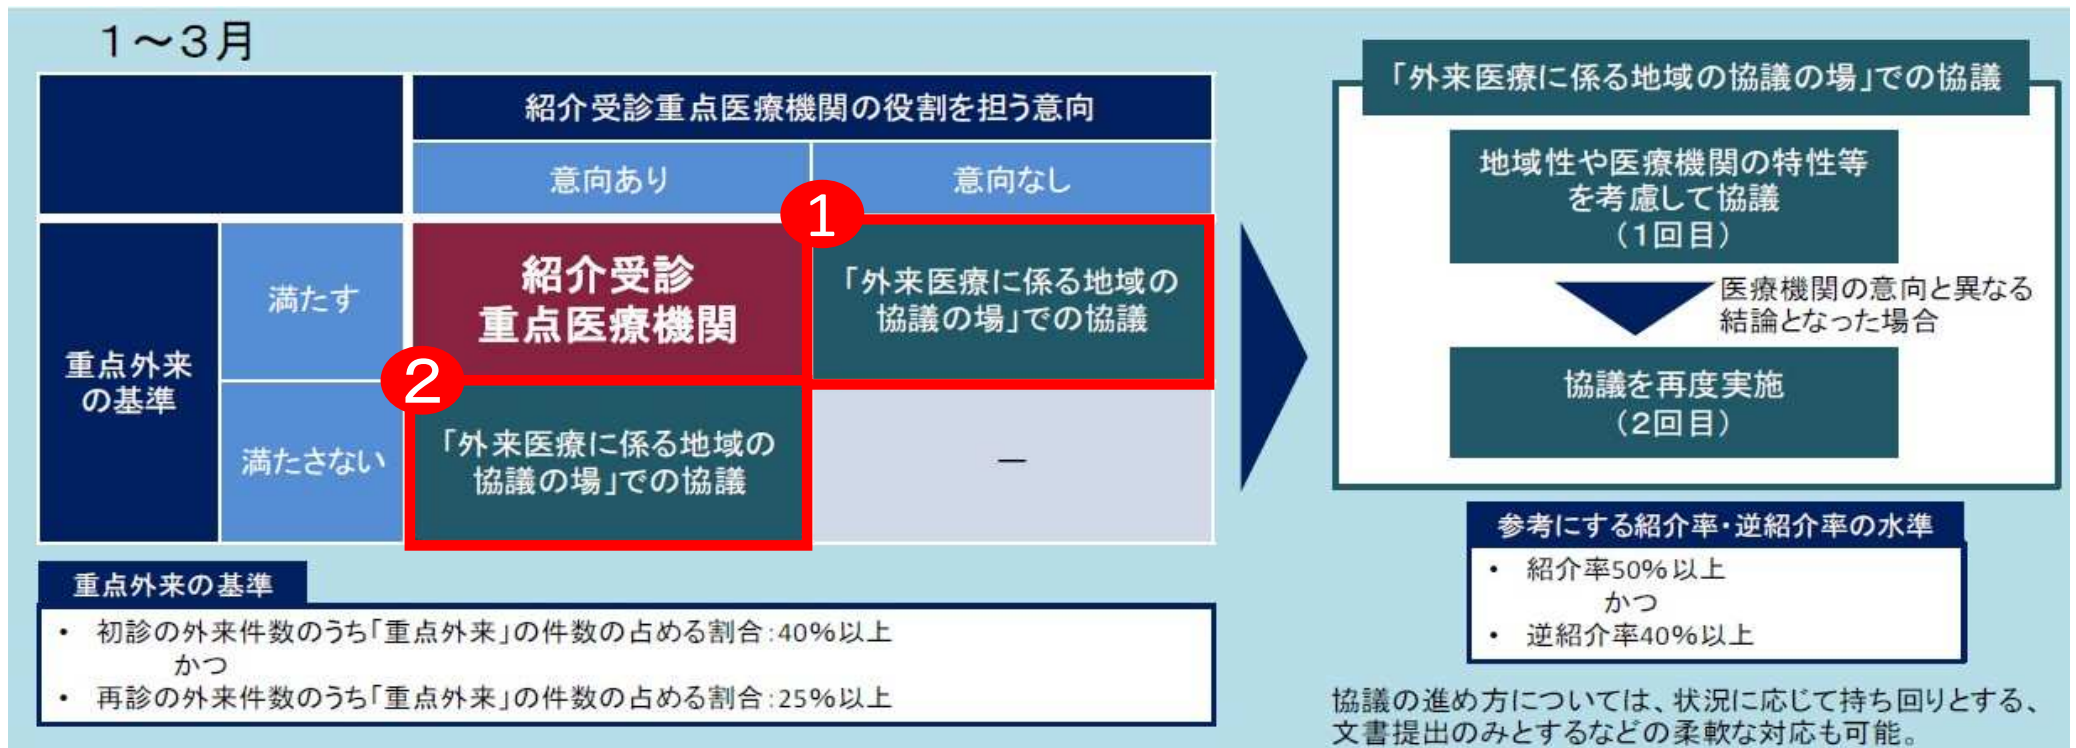 1～3月
紹介受診重点医療機関の役割を担う意向
意向あり
意向なし
重点外来
の基準
満たす
紹介受診
重点医療機関
1
「外来医療に係る地域の
協議の場」での協議
満たさない
2
「外来医療に係る地域の
協議の場」での協議
－
重点外来の基準
• 初診の外来件数のうち「重点外来」の件数の占める割合：40％以上
かつ
• 再診の外来件数のうち「重点外来」の件数の占める割合：25％以上
「外来医療に係る地域の協議の場」での協議
地域性や医療機関の特性等
を考慮して協議
（1回目）
医療機関の意向と異なる
結論となった場合
協議を再度実施
（2回目）
参考にする紹介率・逆紹介率の水準
• 紹介率50％以上
かつ
• 逆紹介率40％以上
協議の進め方については、状況に応じて持ち回りとする、
文書提出のみとするなどの柔軟な対応も可能。